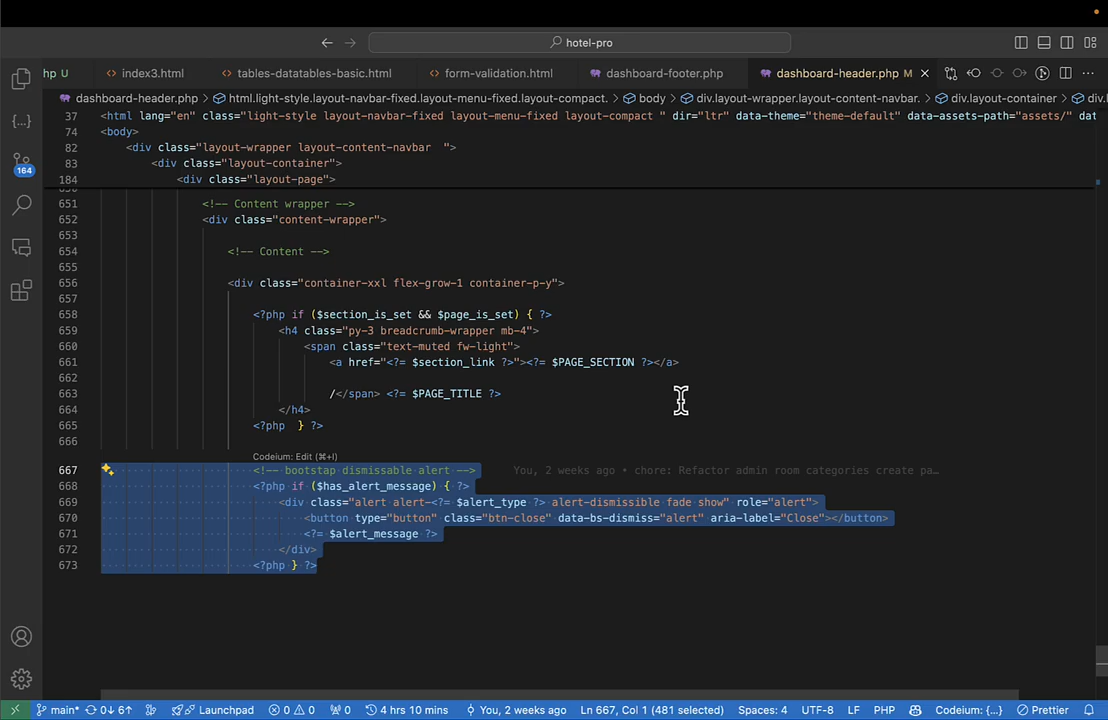 hotel-pro
hp U
index3.html
tables-datatables-basic.html
form-validation.html
dashboard-footer.php
dashboard-header.php M
dashboard-header.php > html.light-style.layout-navbar-fixed.layout-menu-fixed.layout-compact. > body > div.layout-wrapper.layout-content-navbar. > div.layout-container >
37 <html lang="en" class="light-style layout-navbar-fixed layout-menu-fixed layout-compact " dir="ltr" data-theme="theme-default" data-assets-path="assets/" dat
74 <body>
82 <div class="layout-wrapper layout-content-navbar  ">
83 <div class="layout-container">
184 <div class="layout-page">
651 <!-- Content wrapper -->
652 <div class="content-wrapper">
653
654 <!-- Content -->
655
656 <div class="container-xxl flex-grow-1 container-p-y">
657
658 <?php if ($section_is_set && $page_is_set) { ?>
659 <h4 class="py-3 breadcrumb-wrapper mb-4">
660 <span class="text-muted fw-light">
661 <a href="<?= $section_link ?>"><?= $PAGE_SECTION ?></a>
662
663 /</span> <?= $PAGE_TITLE ?>
664 </h4>
665 <?php  } ?>
666
Codeium: Edit (⌘+I)
667 <!-- bootstap dismissable alert --> You, 2 weeks ago • chore: Refactor admin room categories create pa…
668 <?php if ($has_alert_message) { ?>
669 <div class="alert alert-<?= $alert_type ?> alert-dismissible fade show" role="alert">
670 <button type="button" class="btn-close" data-bs-dismiss="alert" aria-label="Close"></button>
671 <?= $alert_message ?>
672 </div>
673 <?php } ?>
164
main* 0↓ 6↑ Launchpad 0 0 0 4 hrs 10 mins You, 2 weeks ago Ln 667, Col 1 (481 selected) Spaces: 4 UTF-8 LF PHP Codeium: {...} Prettier